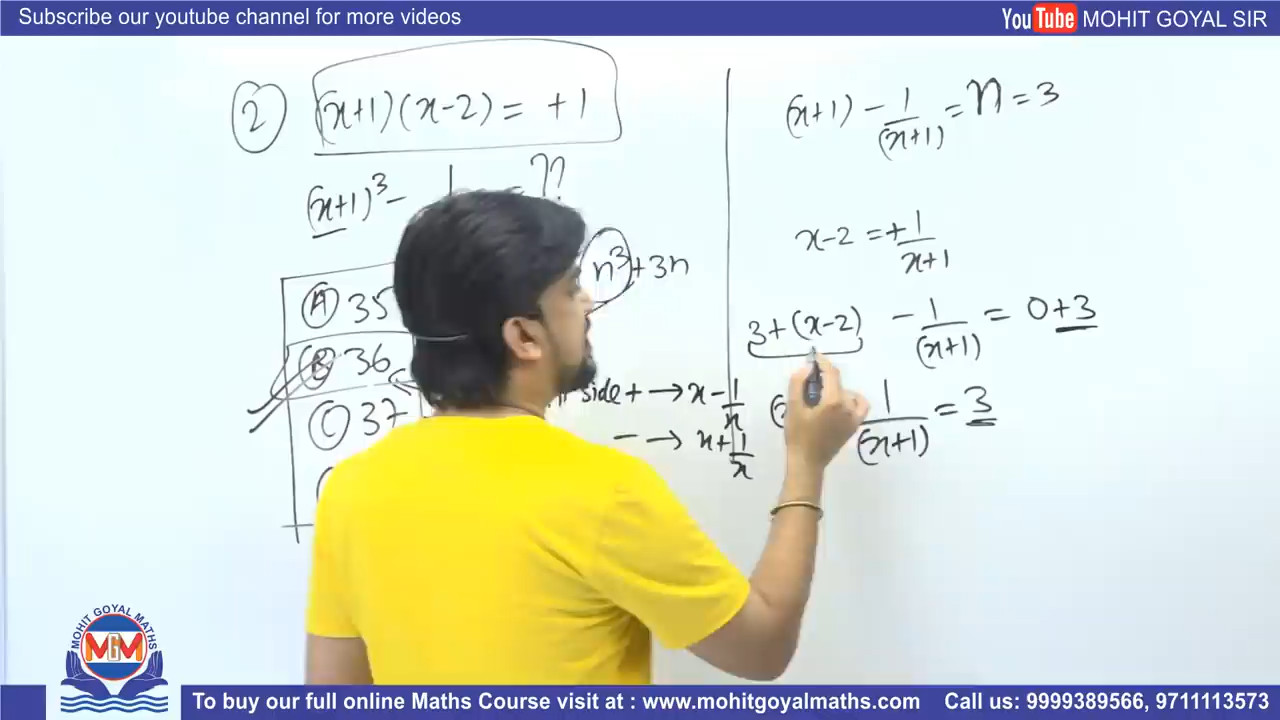 Subscribe our youtube channel for more videos
You Tube MOHIT GOYAL SIR
2 (x+1)(x-2) = +1
(x+1)³ - 1 = ??
n³+3n
A 35
B 36
C 37
side + → x - 1/x
- → x + 1/x
(x+1) - 1/(x+1) = n = 3
x-2 = +1/x+1
3+(x-2) - 1/(x+1) = 0+3
1/(x+1) = 3
MOHIT GOYAL MATHS
MGM
To buy our full online Maths Course visit at : www.mohitgoyalmaths.com Call us: 9999389566, 9711113573